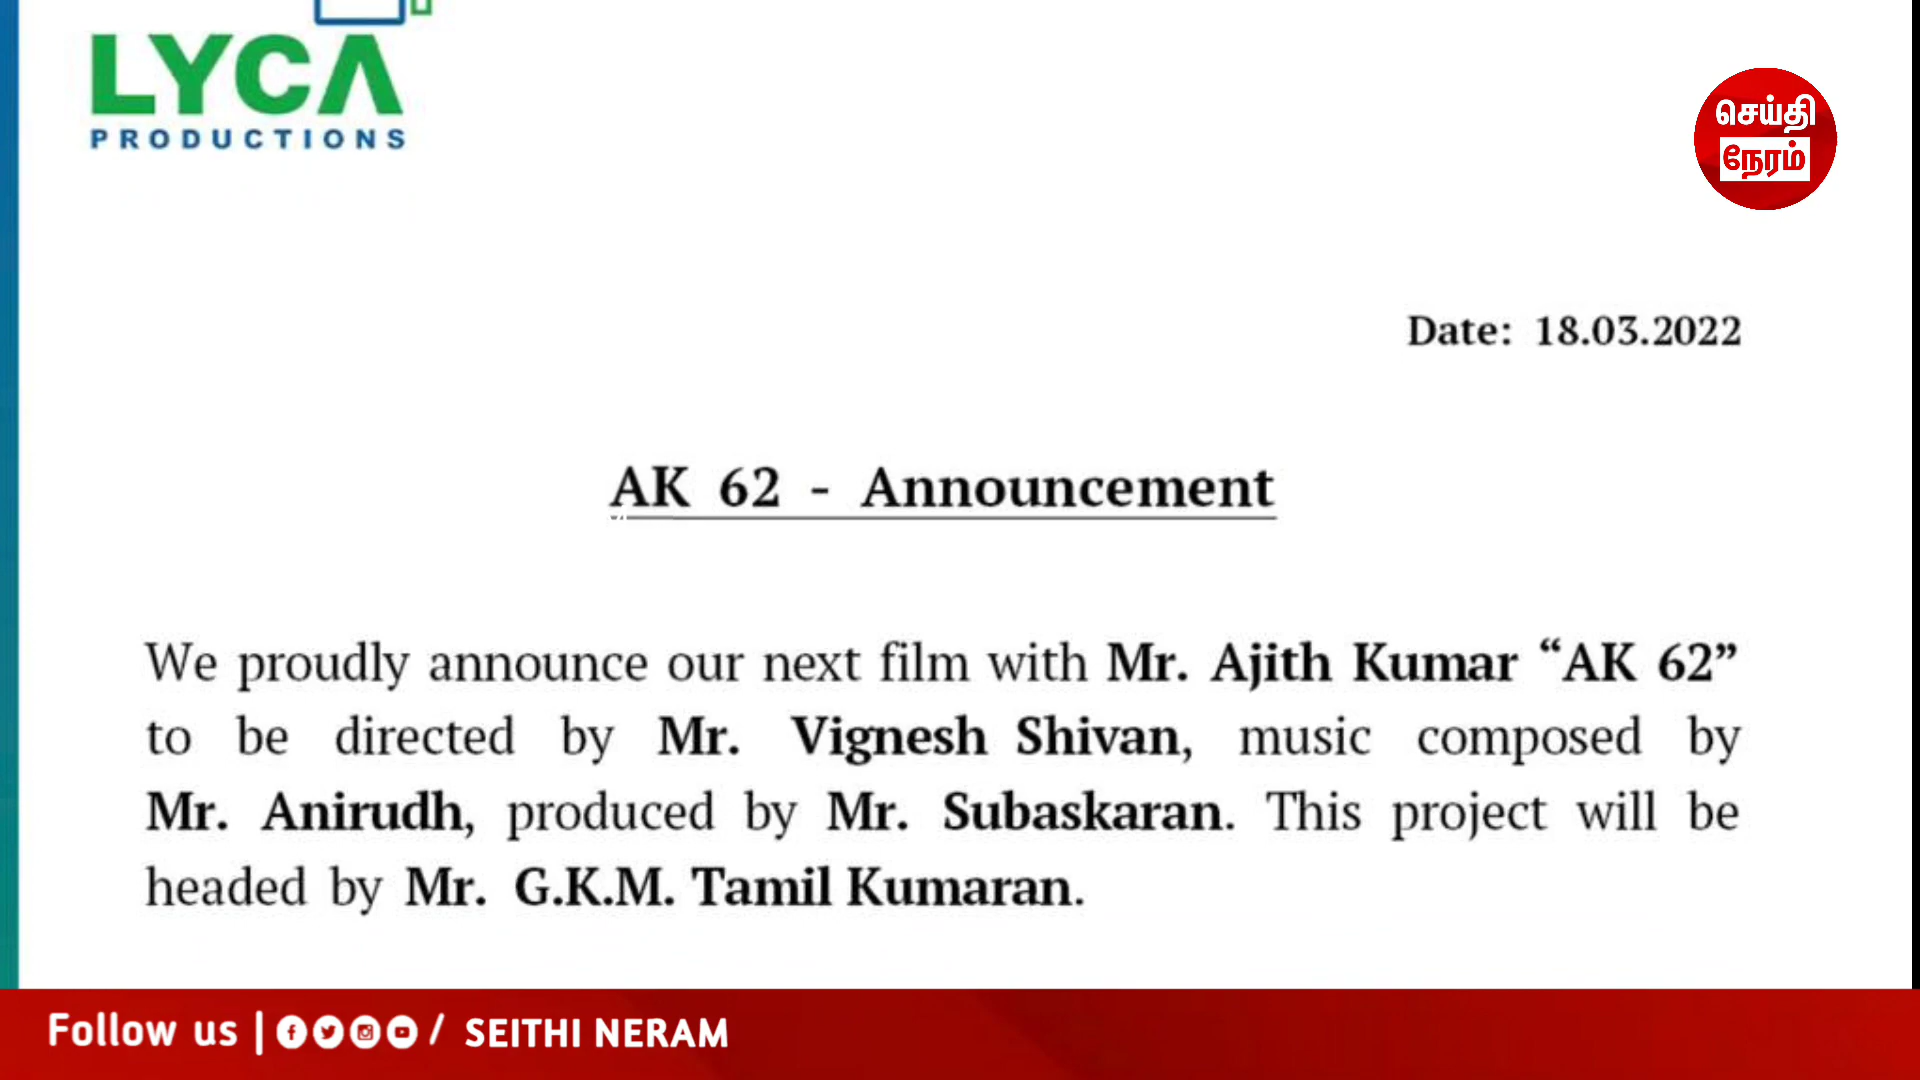 LYCA
PRODUCTIONS
செய்தி
நேரம்
Date: 18.03.2022
AK 62 - Announcement
We proudly announce our next film with Mr. Ajith Kumar “AK 62”
to be directed by Mr. Vignesh Shivan, music composed by
Mr. Anirudh, produced by Mr. Subaskaran. This project will be
headed by Mr. G.K.M. Tamil Kumaran.
Follow us | / SEITHI NERAM